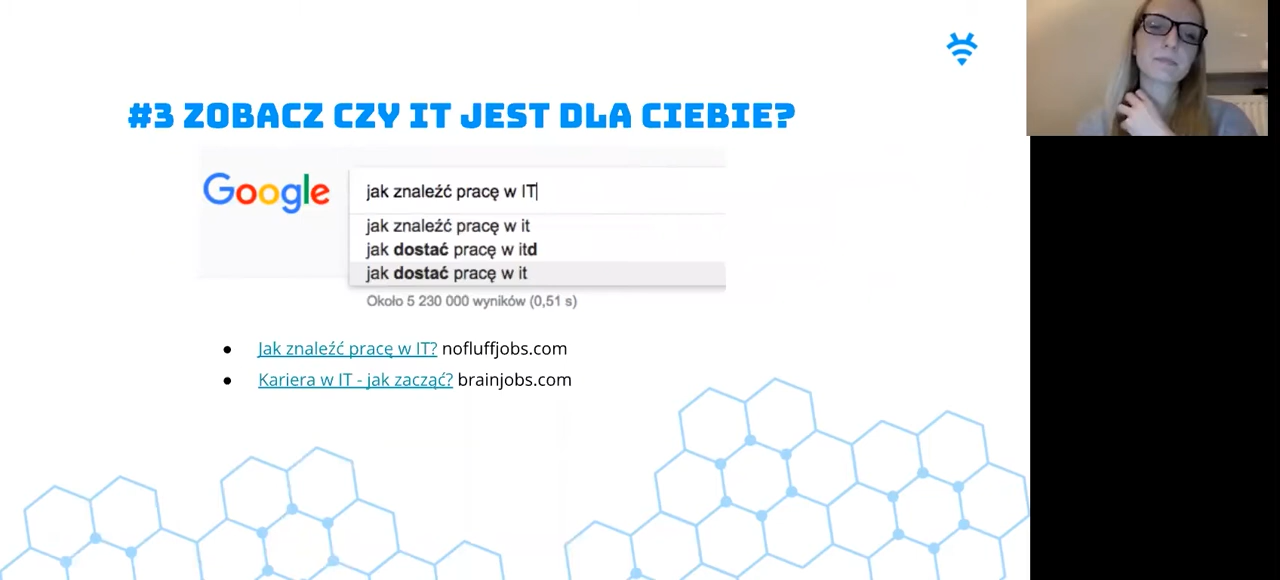 #3 ZOBACZ CZY IT JEST DLA CIEBIE?
Google
jak znaleźć pracę w IT
jak znaleźć pracę w it
jak dostać pracę w itd
jak dostać pracę w it
Około 5 230 000 wyników (0,51 s)
● Jak znaleźć pracę w IT? nofluffjobs.com
● Kariera w IT - jak zacząć? brainjobs.com